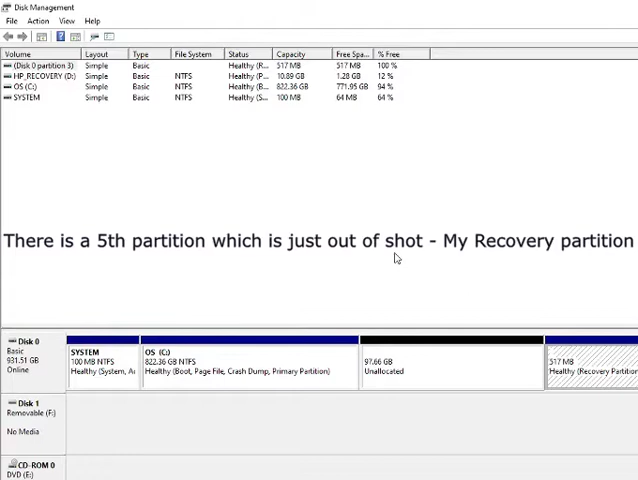 Disk Management
File Action View Help
Volume Layout Type File System Status Capacity Free Spa... % Free
(Disk 0 partition 3) Simple Basic Healthy (R... 517 MB 517 MB 100 %
HP_RECOVERY (D:) Simple Basic NTFS Healthy (P... 10.89 GB 1.28 GB 12 %
OS (C:) Simple Basic NTFS Healthy (B... 822.36 GB 771.95 GB 94 %
SYSTEM Simple Basic NTFS Healthy (S... 100 MB 64 MB 64 %
There is a 5th partition which is just out of shot - My Recovery partition
Disk 0
Basic
931.51 GB
Online
SYSTEM
100 MB NTFS
Healthy (System, Ac
OS (C:)
822.36 GB NTFS
Healthy (Boot, Page File, Crash Dump, Primary Partition)
97.66 GB
Unallocated
517 MB
Healthy (Recovery Partition
Disk 1
Removable (F:)
No Media
CD-ROM 0
DVD (E:)